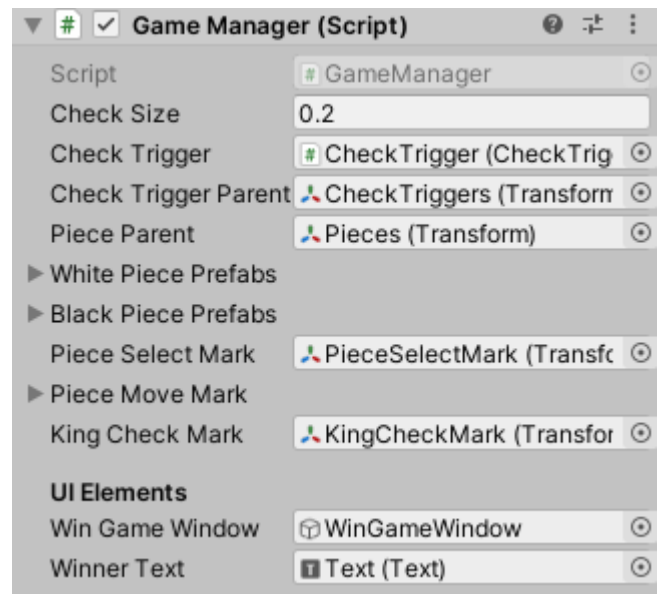 Game Manager (Script)
Script # GameManager
Check Size 0.2
Check Trigger # CheckTrigger (CheckTrig
Check Trigger Parent CheckTriggers (Transform
Piece Parent Pieces (Transform)
White Piece Prefabs
Black Piece Prefabs
Piece Select Mark PieceSelectMark (Transfc
Piece Move Mark
King Check Mark KingCheckMark (Transfor
UI Elements
Win Game Window WinGameWindow
Winner Text Text (Text)